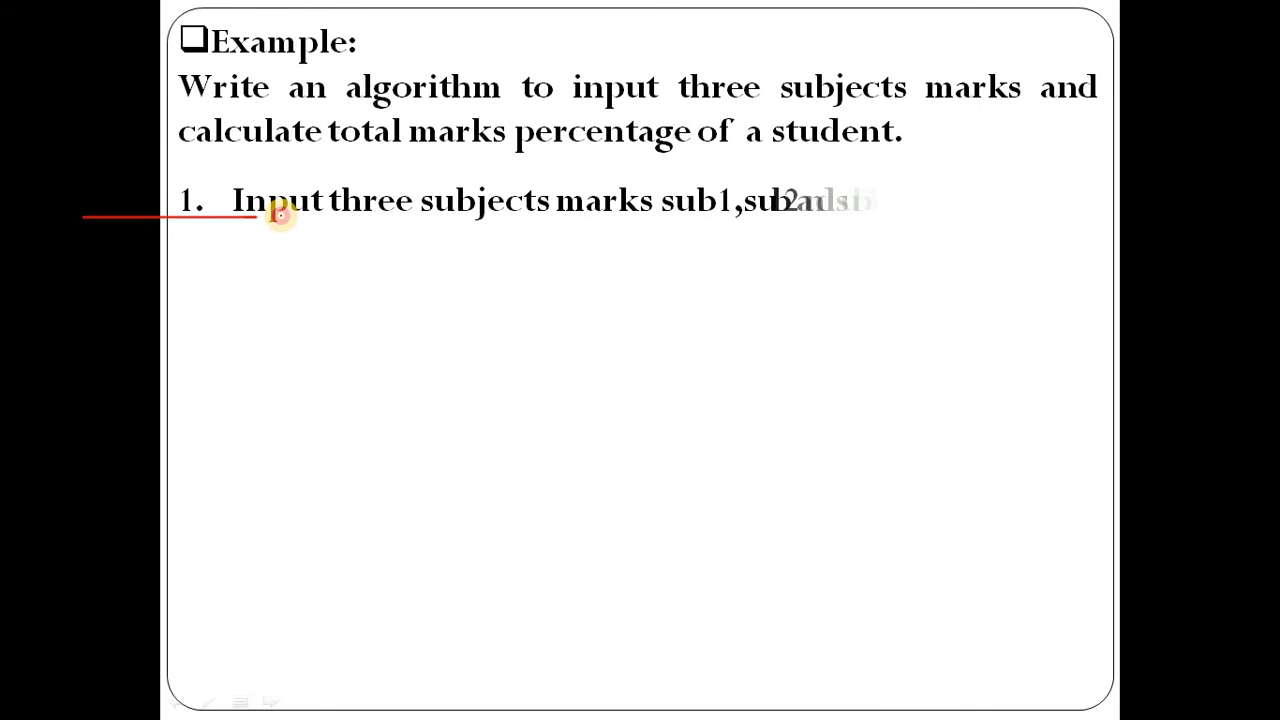 Example:
Write an algorithm to input three subjects marks and
calculate total marks percentage of a student.
1. Input three subjects marks sub1,sub2